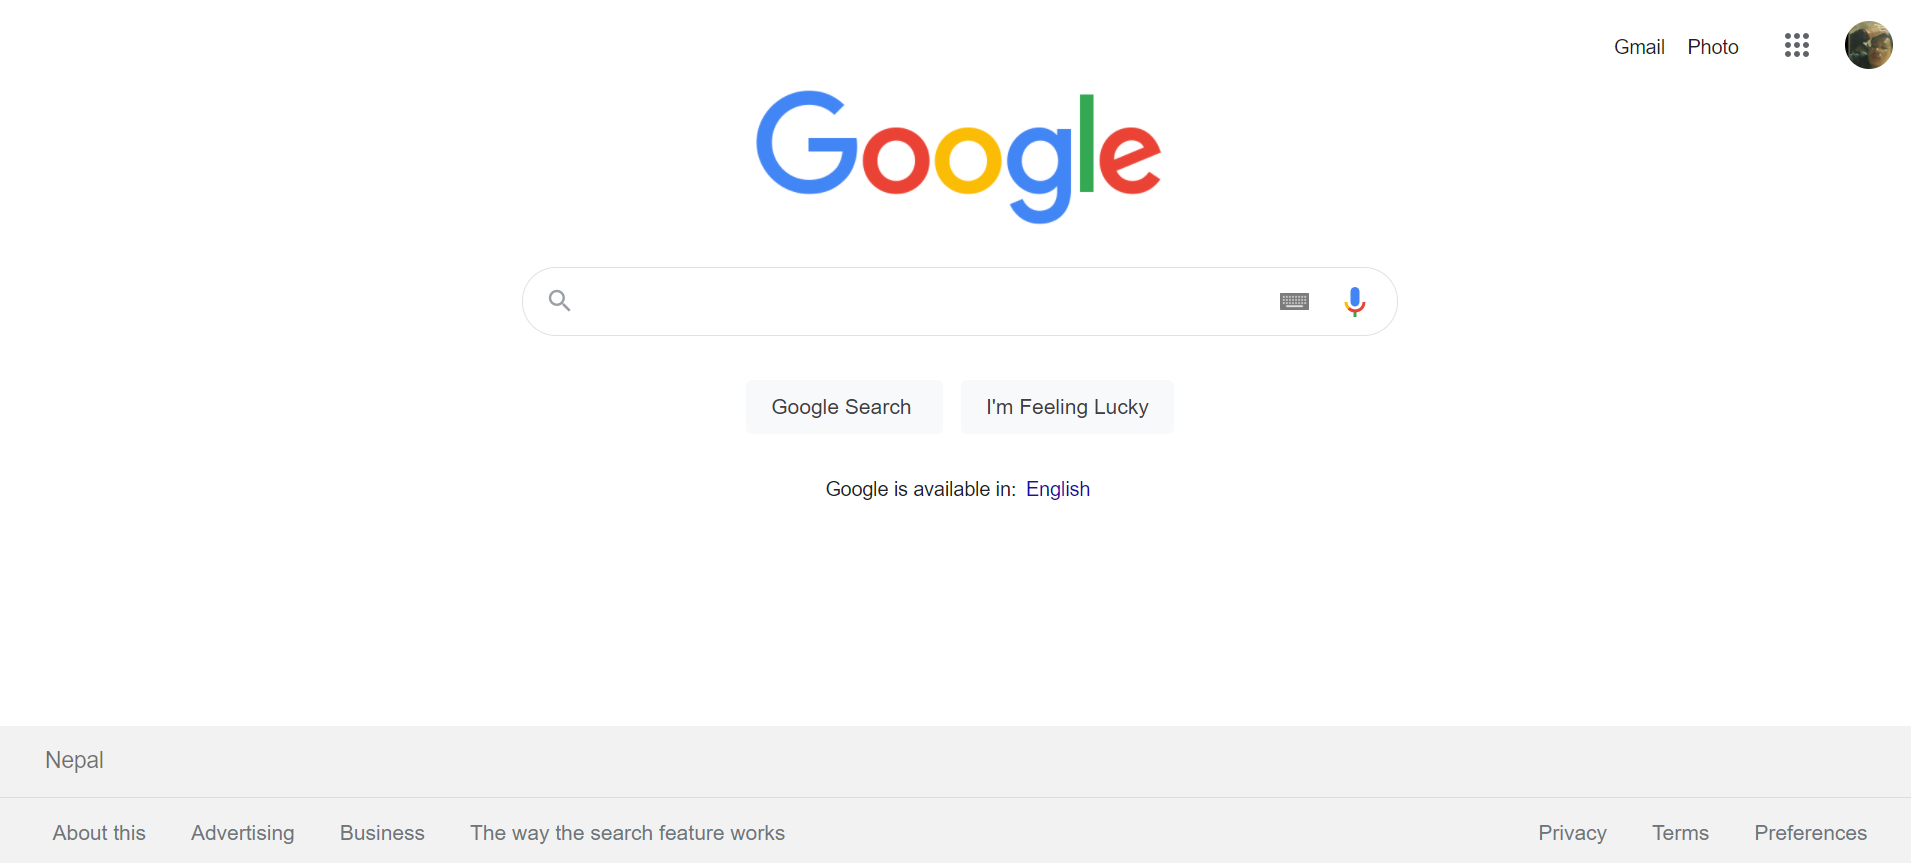 Gmail Photo
Google
Google Search I'm Feeling Lucky
Google is available in: English
Nepal
About this Advertising Business The way the search feature works Privacy Terms Preferences